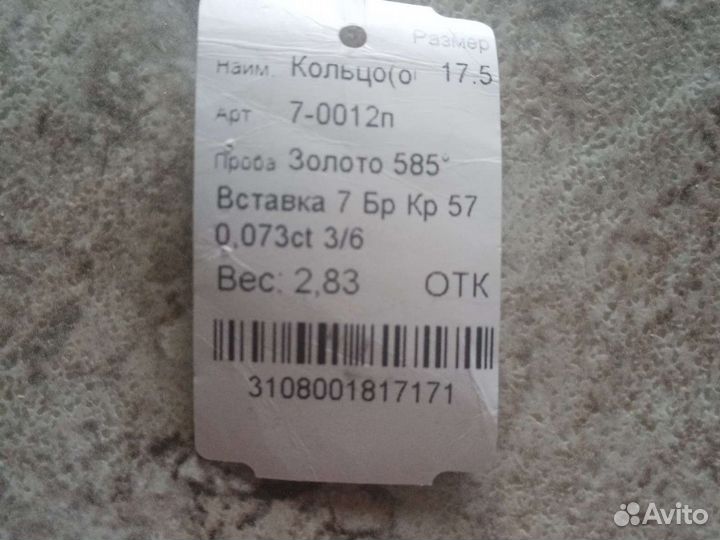 Размер
Наим. Кольцо(о 17.5
Арт 7-0012п
Проба Золото 585°
Вставка 7 Бр Кр 57
0,073ct 3/6
Вес: 2,83 ОТК
3108001817171
Avito